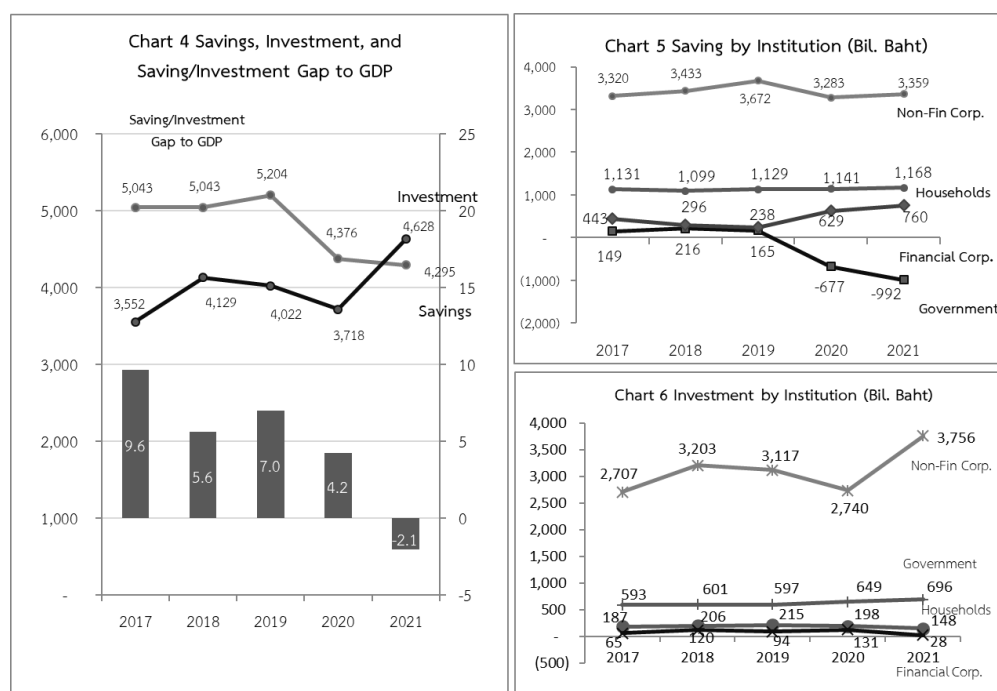 Chart 4 Savings, Investment, and
Saving/Investment Gap to GDP
Saving/Investment
Gap to GDP
6,000
5,000
4,000
3,000
2,000
1,000
-
25
20
15
10
5
0
-5
5,043
5,043
5,204
4,376
4,295
Investment
3,552
4,129
4,022
3,718
4,628
Savings
9.6
5.6
7.0
4.2
-2.1
2017 2018 2019 2020 2021
Chart 5 Saving by Institution (Bil. Baht)
4,000
3,000
2,000
1,000
-
(1,000)
(2,000)
3,320 3,433 3,672 3,283 3,359
Non-Fin Corp.
1,131 1,099 1,129 1,141 1,168
Households
443 296 238 629 760
Financial Corp.
149 216 165 -677 -992
Government
2017 2018 2019 2020 2021
Chart 6 Investment by Institution (Bil. Baht)
4,000
3,500
3,000
2,500
2,000
1,500
1,000
500
-
(500)
2,707 3,203 3,117 2,740 3,756
Non-Fin Corp.
Government
593 601 597 649 696
Households
187 206 215 198 148
65 120 94 131 28
2017 2018 2019 2020 2021
Financial Corp.